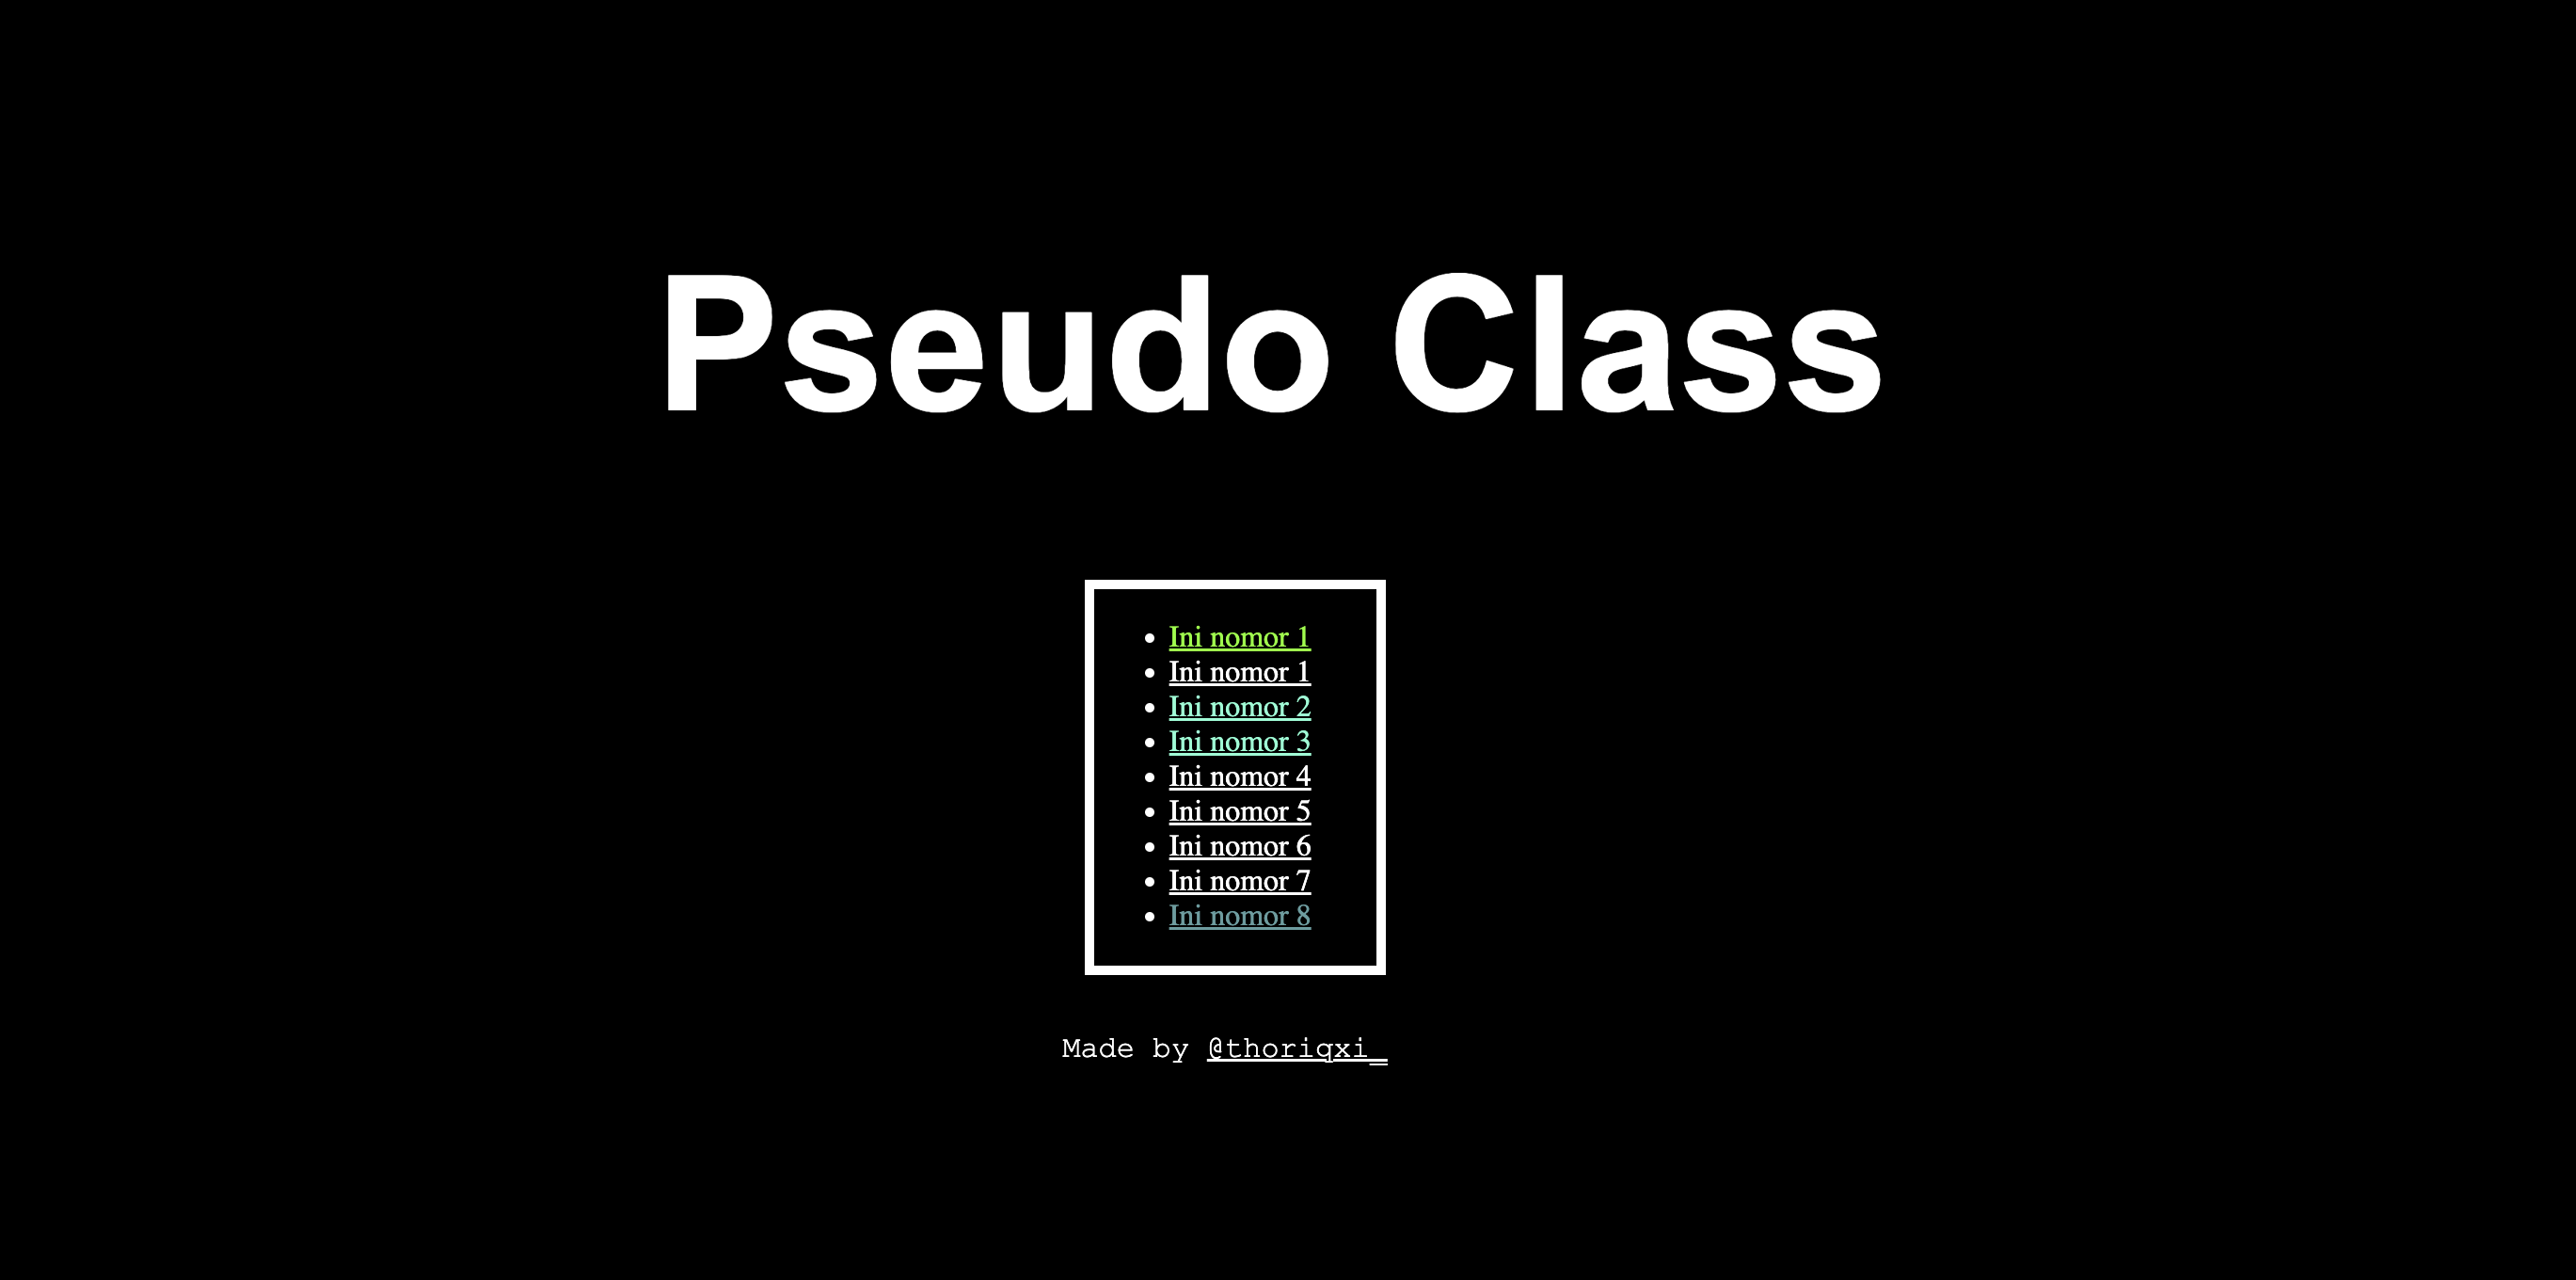 Pseudo Class
Ini nomor 1
Ini nomor 1
Ini nomor 2
Ini nomor 3
Ini nomor 4
Ini nomor 5
Ini nomor 6
Ini nomor 7
Ini nomor 8
Made by @thoriqxi_